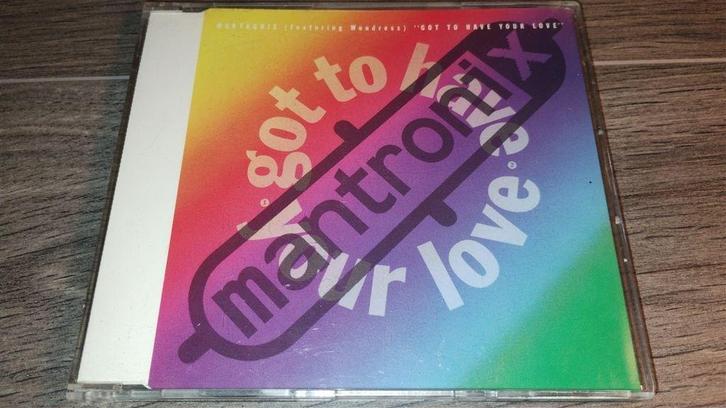 MANTRONIX (featuring Wondress) "GOT TO HAVE YOUR LOVE"
got to have
your love
mantronix